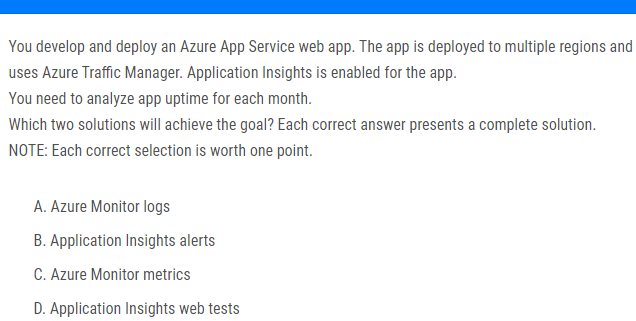 You develop and deploy an Azure App Service web app. The app is deployed to multiple regions and
uses Azure Traffic Manager. Application Insights is enabled for the app.
You need to analyze app uptime for each month.
Which two solutions will achieve the goal? Each correct answer presents a complete solution.
NOTE: Each correct selection is worth one point.
A. Azure Monitor logs
B. Application Insights alerts
C. Azure Monitor metrics
D. Application Insights web tests